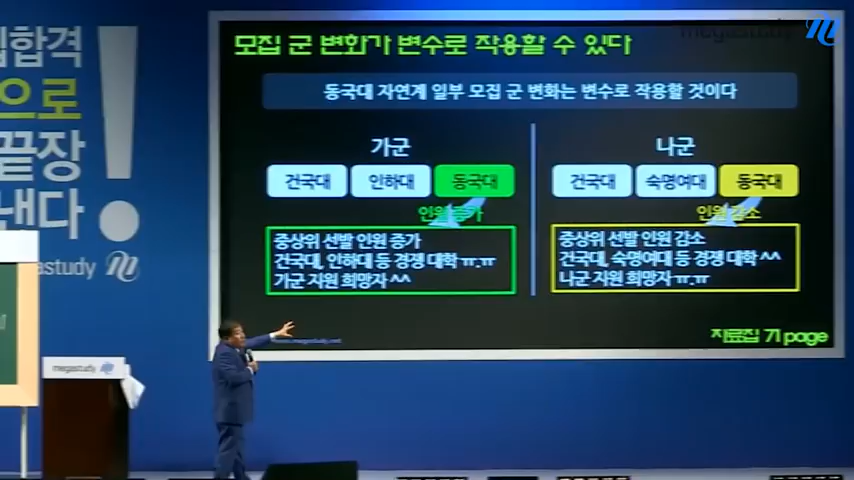 집합격
으로
끝장
낸다!
megastudy
모집 군 변화가 변수로 작용할 수 있다
megastudy
동국대 자연계 일부 모집 군 변화는 변수로 작용할 것이다
가군
건국대 인하대 동국대
인원 증가
중상위 선발 인원 증가
건국대, 인하대 등 경쟁 대학 ㅠ.ㅠ
가군 지원 희망자 ^^
나군
건국대 숙명여대 동국대
인원 감소
중상위 선발 인원 감소
건국대, 숙명여대 등 경쟁 대학 ^^
나군 지원 희망자 ㅠ.ㅠ
www.megastudy.net
자료집 71 page
megastudy